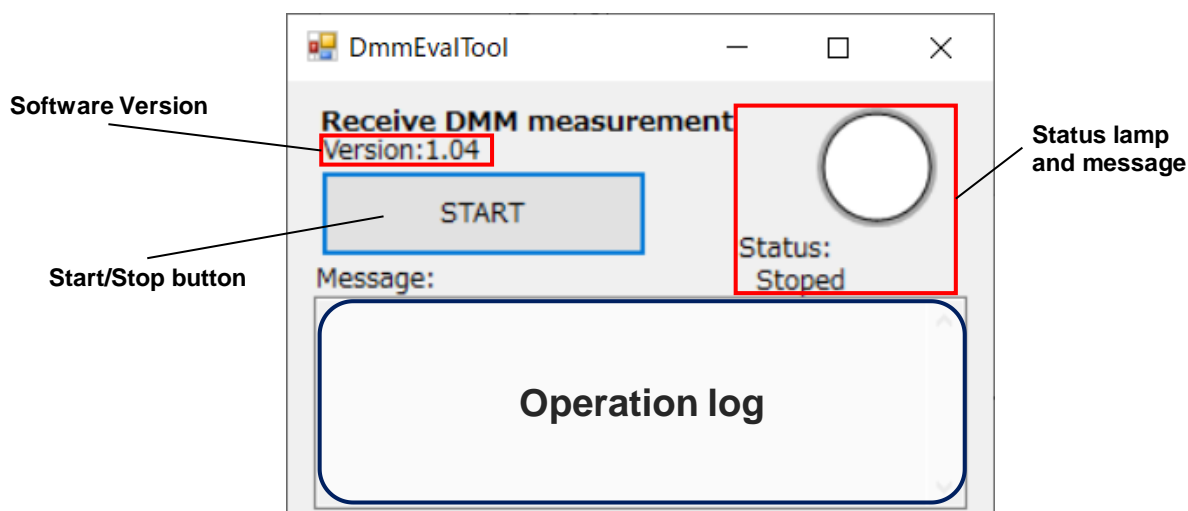 DmmEvalTool
Software Version
Receive DMM measurement
Version:1.04
Status lamp
and message
START
Status:
Stoped
Start/Stop button
Message:
Operation log